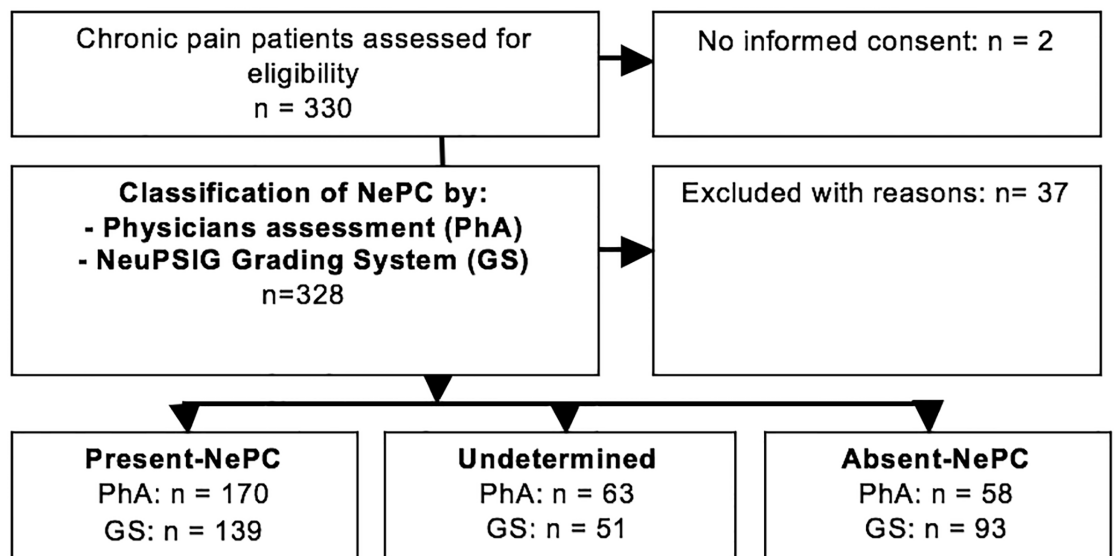 Chronic pain patients assessed for
eligibility
n = 330
No informed consent: n = 2
Classification of NePC by:
- Physicians assessment (PhA)
- NeuPSIG Grading System (GS)
n=328
Excluded with reasons: n= 37
Present-NePC
PhA: n = 170
GS: n = 139
Undetermined
PhA: n = 63
GS: n = 51
Absent-NePC
PhA: n = 58
GS: n = 93